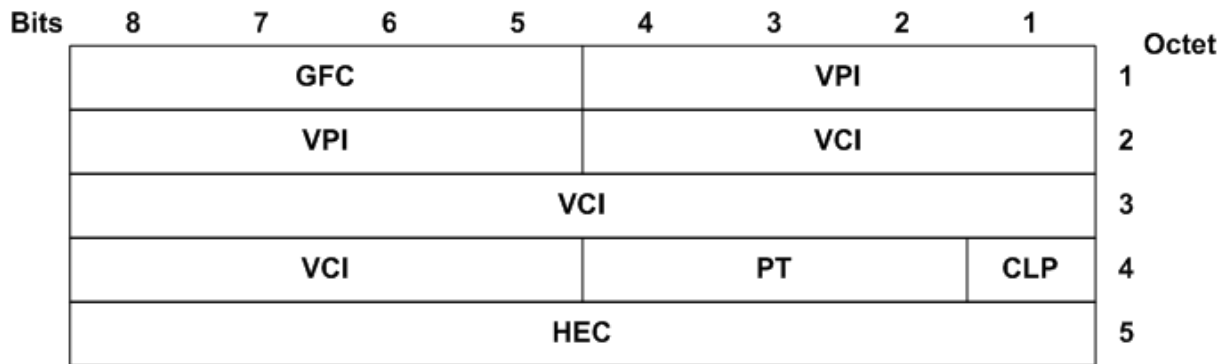 Bits 8 7 6 5 4 3 2 1
Octet
GFC VPI 1
VPI VCI 2
VCI 3
VCI PT CLP 4
HEC 5